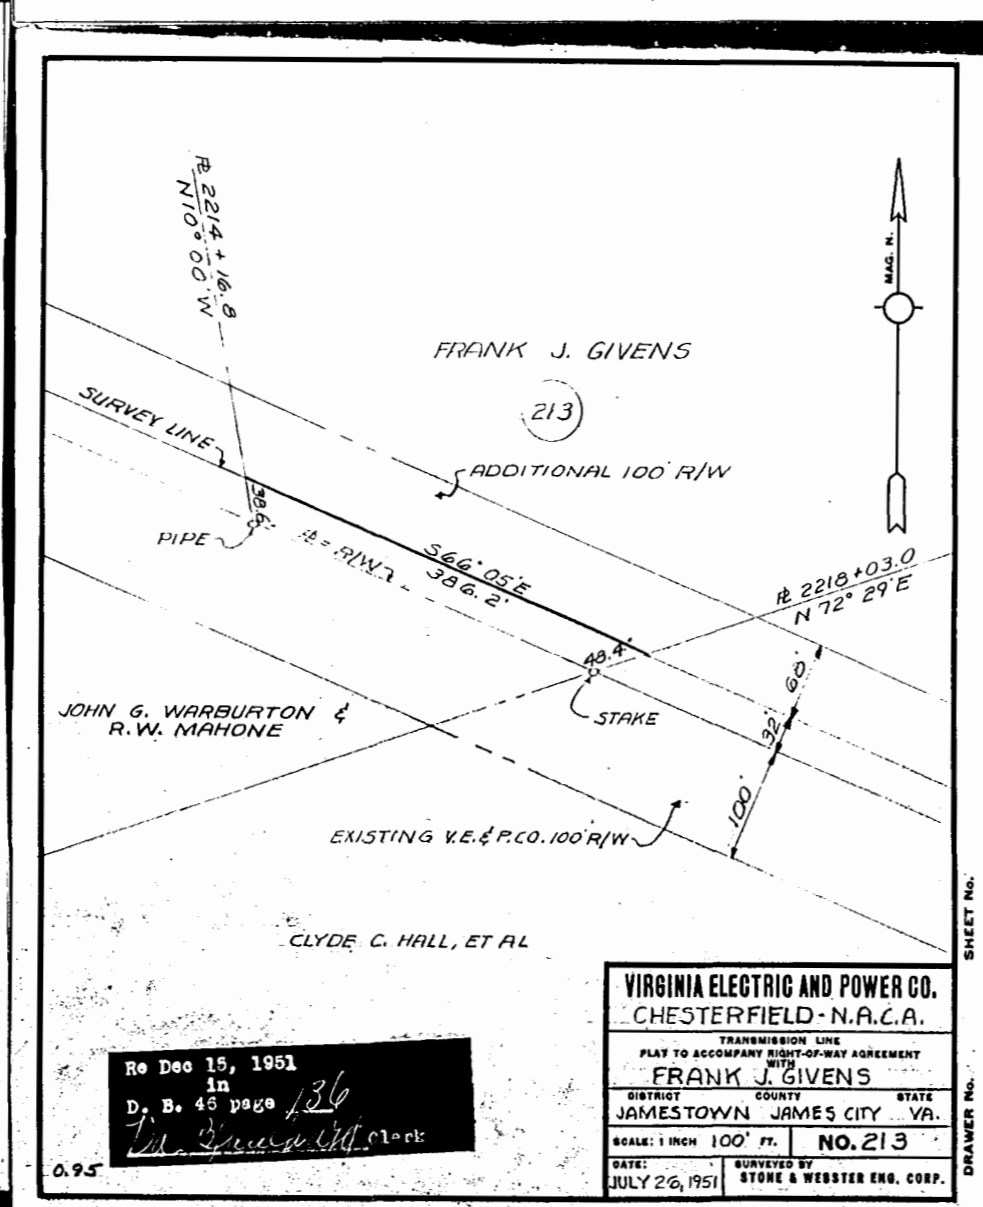 PL 2214 + 16.8
N10° 00' W
MAG. N.
FRANK J. GIVENS
213
SURVEY LINE
ADDITIONAL 100' R/W
38.6'
PIPE
PL = R/W
S66° 05'E
386.2'
PL 2218+03.0
N 72° 29' E
48.4'
STAKE
60'
32'
100'
JOHN G. WARBURTON &
R.W. MAHONE
EXISTING V.E.&P.CO. 100' R/W
CLYDE C. HALL, ET AL
SHEET No.
DRAWER No.
VIRGINIA ELECTRIC AND POWER CO.
CHESTERFIELD - N.A.C.A.
TRANSMISSION LINE
PLAT TO ACCOMPANY RIGHT-OF-WAY AGREEMENT
WITH
FRANK J. GIVENS
DISTRICT COUNTY STATE
JAMESTOWN JAMES CITY VA.
SCALE: 1 INCH 100' FT. NO. 213
DATE: SURVEYED BY
JULY 26, 1951 STONE & WEBSTER ENG. CORP.
Re Dec 15, 1951
in
D. B. 46 page 136
Clerk
0.95